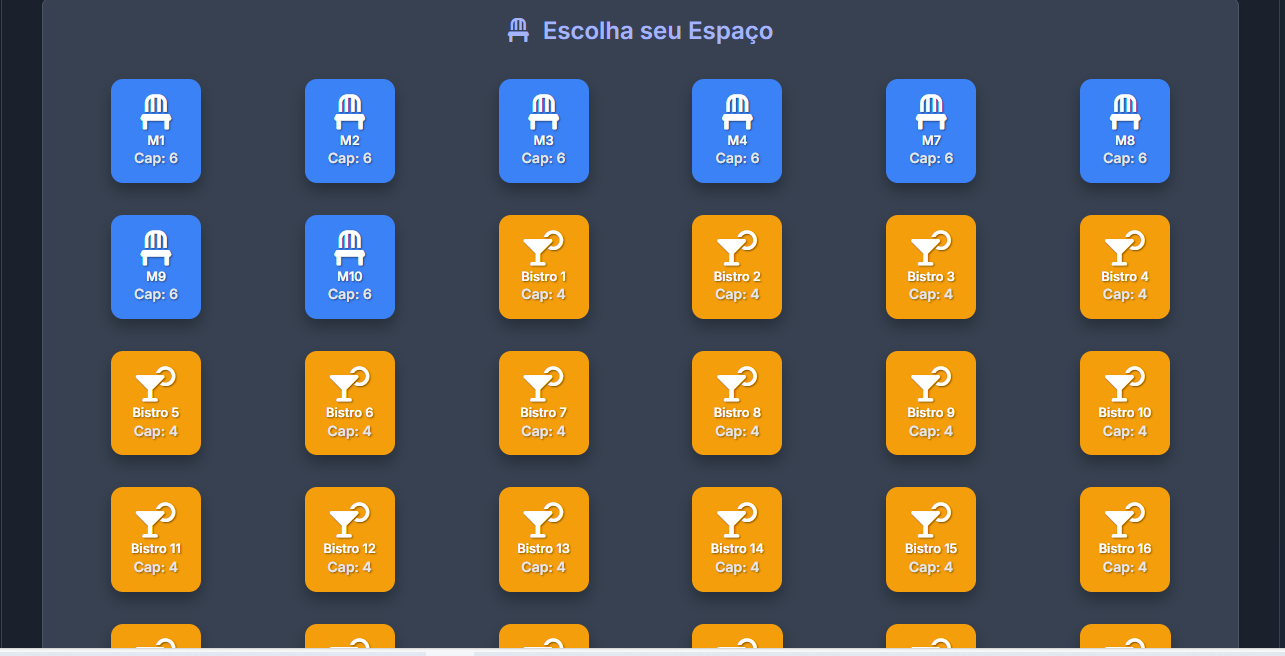 Escolha seu Espaço
M1
Cap: 6
M2
Cap: 6
M3
Cap: 6
M4
Cap: 6
M7
Cap: 6
M8
Cap: 6
M9
Cap: 6
M10
Cap: 6
Bistro 1
Cap: 4
Bistro 2
Cap: 4
Bistro 3
Cap: 4
Bistro 4
Cap: 4
Bistro 5
Cap: 4
Bistro 6
Cap: 4
Bistro 7
Cap: 4
Bistro 8
Cap: 4
Bistro 9
Cap: 4
Bistro 10
Cap: 4
Bistro 11
Cap: 4
Bistro 12
Cap: 4
Bistro 13
Cap: 4
Bistro 14
Cap: 4
Bistro 15
Cap: 4
Bistro 16
Cap: 4